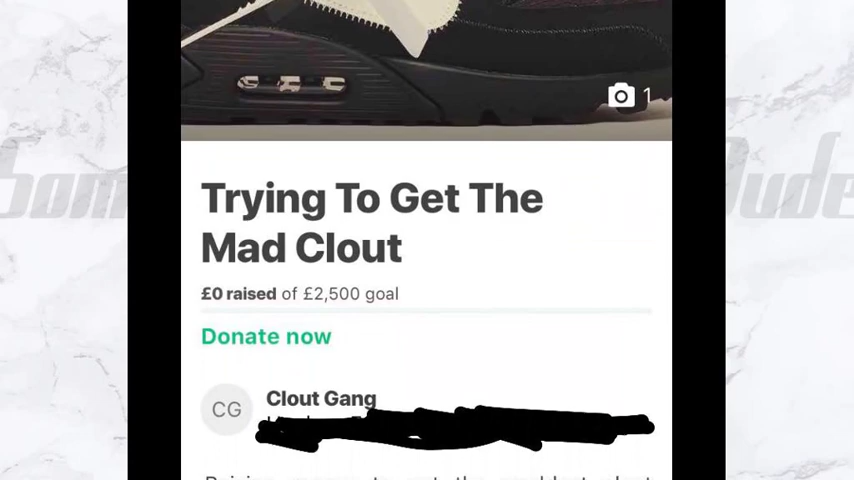 1
Trying To Get The
Mad Clout
£0 raised of £2,500 goal
Donate now
CG
Clout Gang